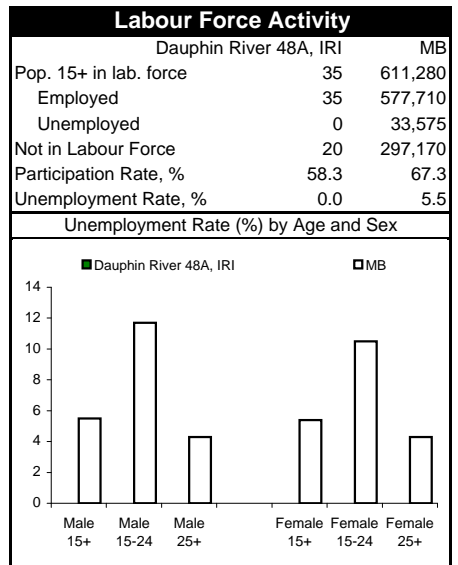 Labour Force Activity
Dauphin River 48A, IRI MB
Pop. 15+ in lab. force 35 611,280
Employed 35 577,710
Unemployed 0 33,575
Not in Labour Force 20 297,170
Participation Rate, % 58.3 67.3
Unemployment Rate, % 0.0 5.5
Unemployment Rate (%) by Age and Sex
Dauphin River 48A, IRI MB
14
12
10
8
6
4
2
0
Male Male Male Female Female Female
15+ 15-24 25+ 15+ 15-24 25+